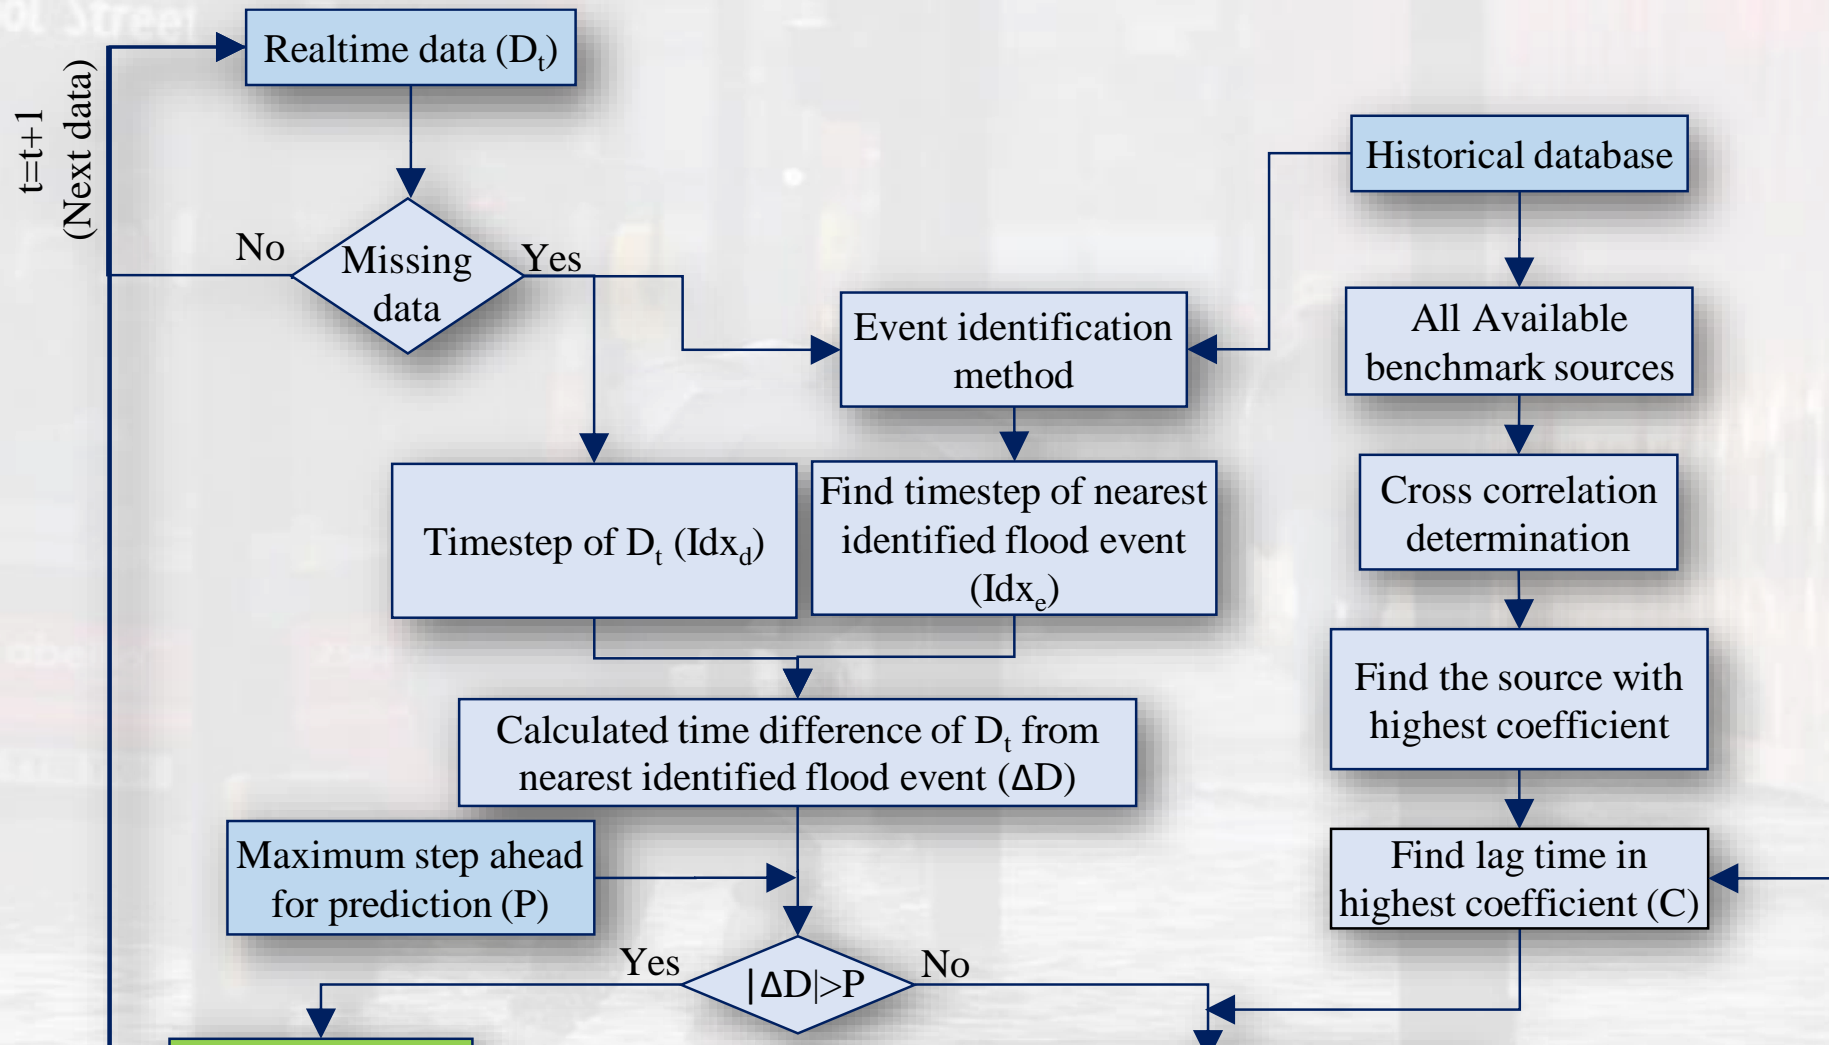 Realtime data (Dt)
t=t+1
(Next data)
Historical database
No
Missing
data
Yes
Event identification
method
All Available
benchmark sources
Timestep of Dt (Idxd)
Find timestep of nearest
identified flood event
(Idxe)
Cross correlation
determination
Find the source with
highest coefficient
Calculated time difference of Dt from
nearest identified flood event (ΔD)
Maximum step ahead
for prediction (P)
Find lag time in
highest coefficient (C)
Yes
|ΔD|>P
No